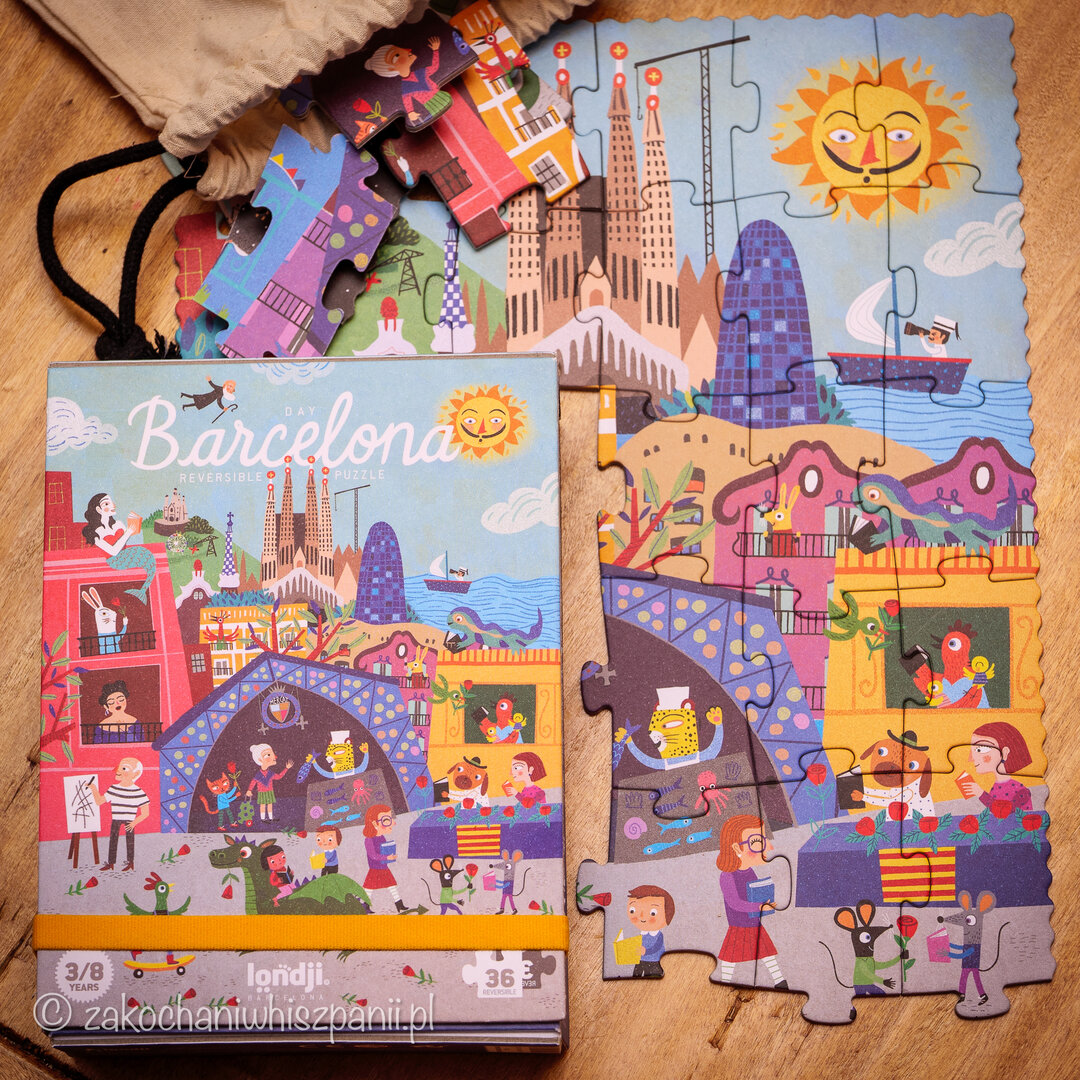 DAY
Barcelona
REVERSIBLE PUZZLE
3/8
YEARS
londji.
BARCELONA
36
REVERSIBLE
© zakochaniwhiszpanii.pl